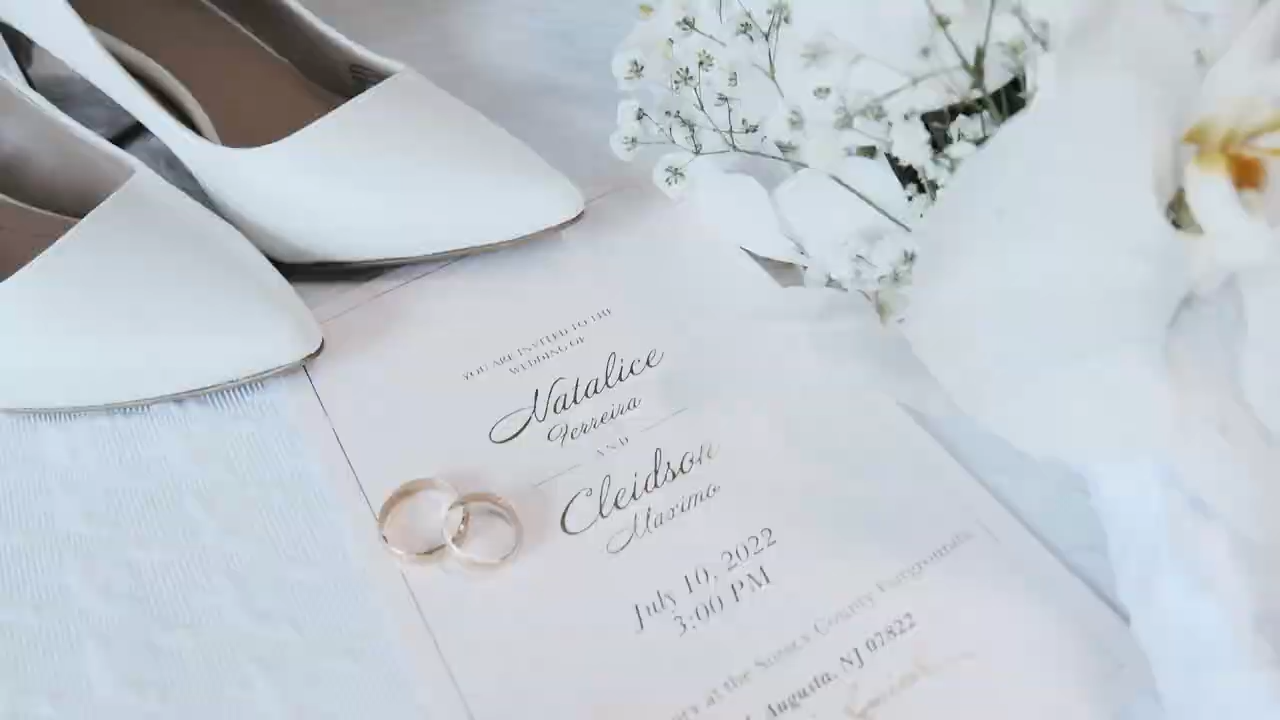 YOU ARE INVITED TO THE
WEDDING OF
Natalice
Ferreira
AND
Cleidson
Maximo
July 10, 2022
3:00 PM
at the Sussex County Fairgrounds
Augusta, NJ 07822